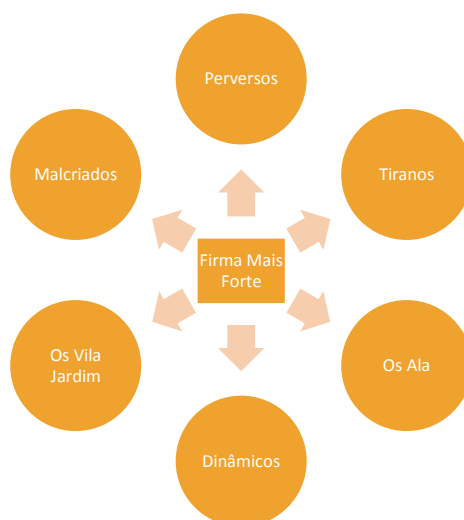 Perversos
Malcriados
Tiranos
Firma Mais
Forte
Os Vila
Jardim
Os Ala
Dinâmicos